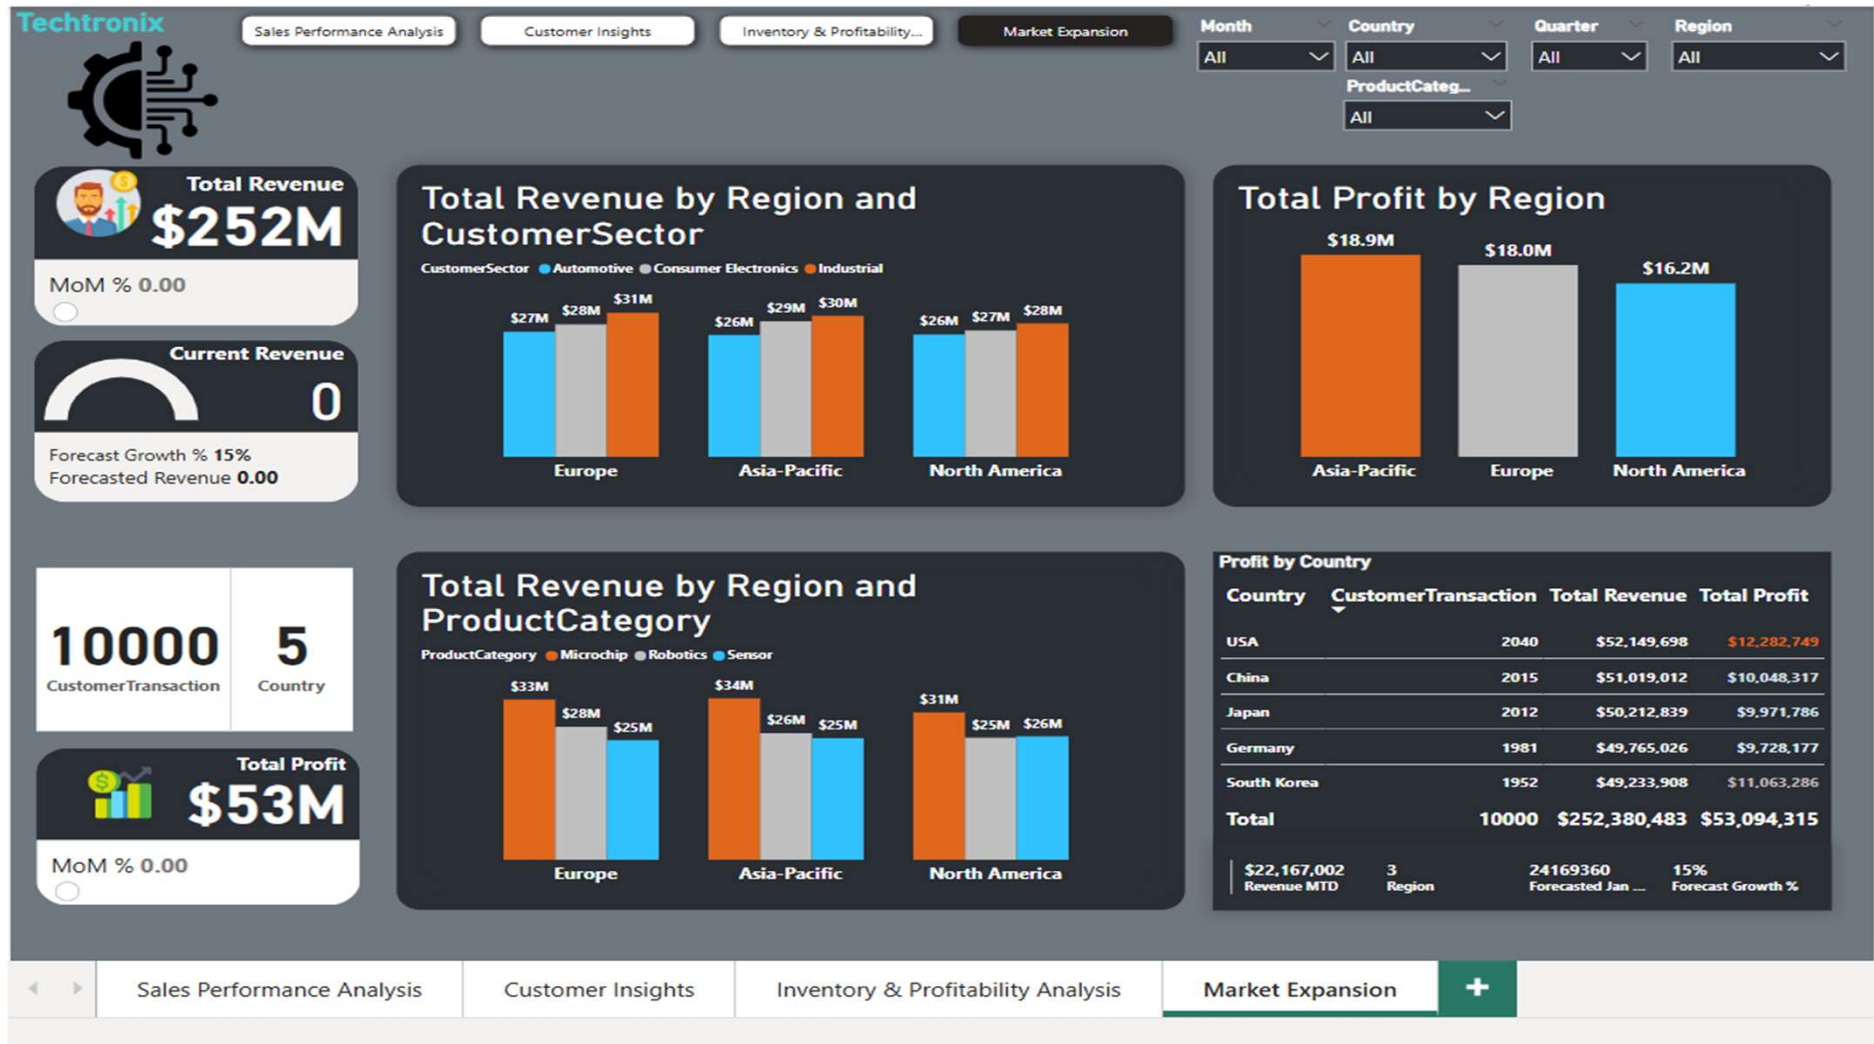 Techtronix
Sales Performance Analysis
Customer Insights
Inventory & Profitability...
Market Expansion
Month
All
Country
All
Quarter
All
Region
All
ProductCateg...
All
Total Revenue
$252M
MoM % 0.00
Current Revenue
0
Forecast Growth % 15%
Forecasted Revenue 0.00
10000
CustomerTransaction
5
Country
Total Profit
$53M
MoM % 0.00
Total Revenue by Region and
CustomerSector
CustomerSector Automotive Consumer Electronics Industrial
$27M $28M $31M $26M $29M $30M $26M $27M $28M
Europe Asia-Pacific North America
Total Profit by Region
$18.9M $18.0M $16.2M
Asia-Pacific Europe North America
Total Revenue by Region and
ProductCategory
ProductCategory Microchip Robotics Sensor
$33M $28M $25M $34M $26M $25M $31M $25M $26M
Europe Asia-Pacific North America
Profit by Country
Country CustomerTransaction Total Revenue Total Profit
USA 2040 $52,149,698 $12,282,749
China 2015 $51,019,012 $10,048,317
Japan 2012 $50,212,839 $9,971,786
Germany 1981 $49,765,026 $9,728,177
South Korea 1952 $49,233,908 $11,063,286
Total 10000 $252,380,483 $53,094,315
$22,167,002 3 24169360 15%
Revenue MTD Region Forecasted Jan ... Forecast Growth %
Sales Performance Analysis Customer Insights Inventory & Profitability Analysis Market Expansion +